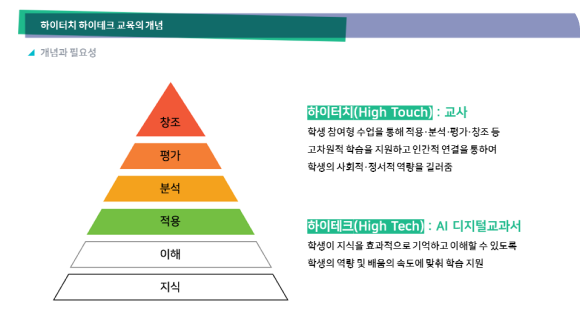 하이터치 하이테크 교육의 개념
개념과 필요성
창조
평가
분석
적용
이해
지식
하이터치(High Touch) : 교사
학생 참여형 수업을 통해 적용·분석·평가·창조 등
고차원적 학습을 지원하고 인간적 연결을 통하여
학생의 사회적·정서적 역량을 길러줌
하이테크(High Tech) : AI 디지털교과서
학생이 지식을 효과적으로 기억하고 이해할 수 있도록
학생의 역량 및 배움의 속도에 맞춰 학습 지원